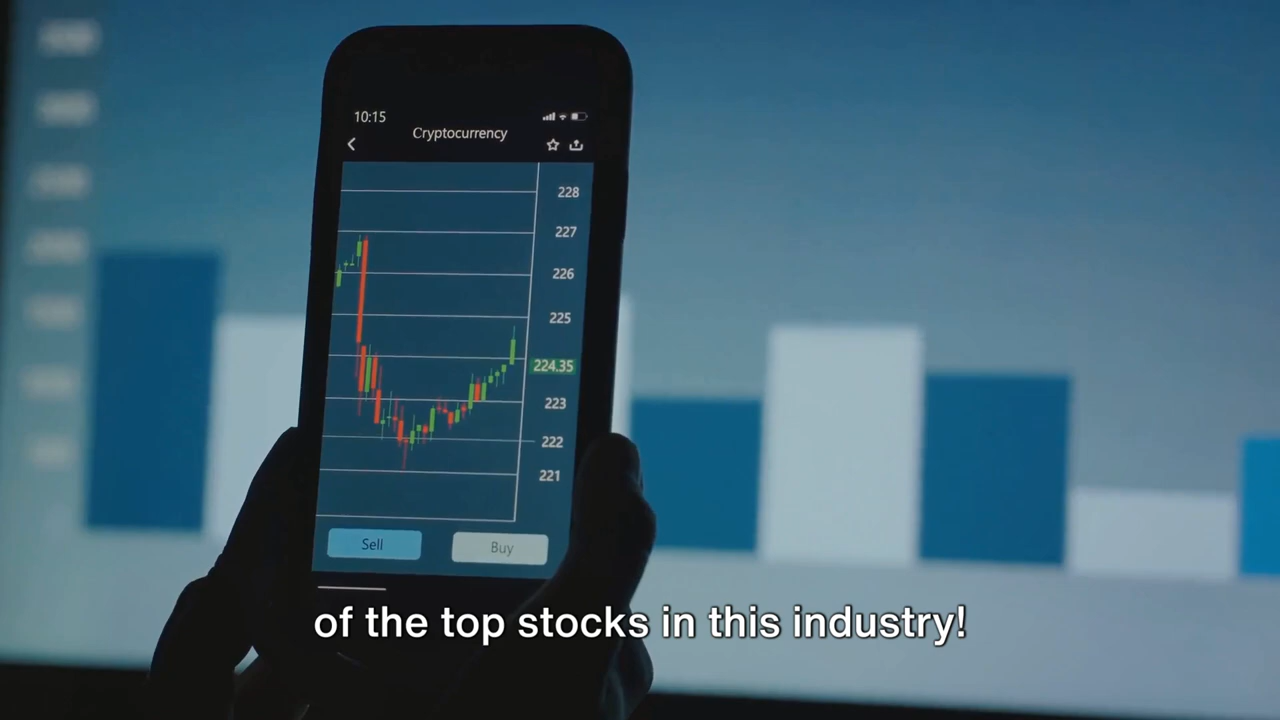 10:15
Cryptocurrency
228
227
226
225
224.35
223
222
221
Sell
Buy
of the top stocks in this industry!